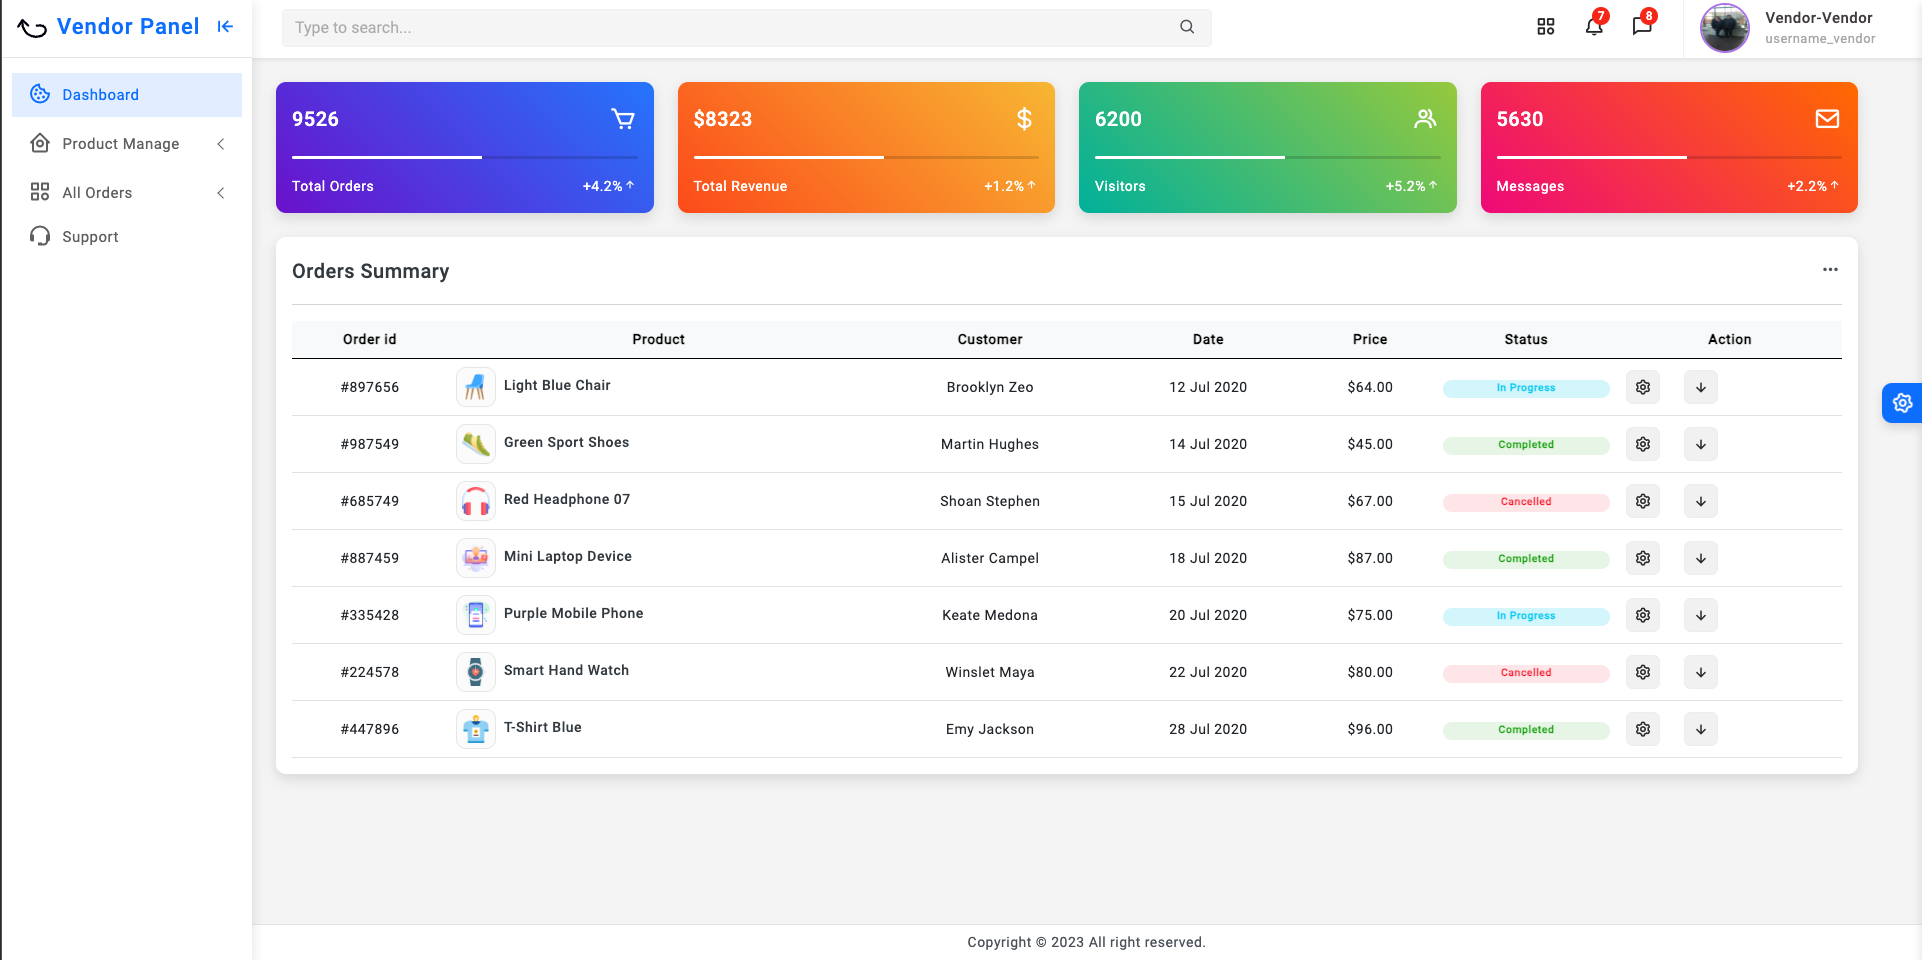 Vendor Panel
Type to search...
7
8
Vendor-Vendor
username_vendor
Dashboard
Product Manage
All Orders
Support
9526
Total Orders +4.2%
$8323
Total Revenue +1.2%
6200
Visitors +5.2%
5630
Messages +2.2%
Orders Summary
Order id Product Customer Date Price Status Action
#897656 Light Blue Chair Brooklyn Zeo 12 Jul 2020 $64.00 In Progress
#987549 Green Sport Shoes Martin Hughes 14 Jul 2020 $45.00 Completed
#685749 Red Headphone 07 Shoan Stephen 15 Jul 2020 $67.00 Cancelled
#887459 Mini Laptop Device Alister Campel 18 Jul 2020 $87.00 Completed
#335428 Purple Mobile Phone Keate Medona 20 Jul 2020 $75.00 In Progress
#224578 Smart Hand Watch Winslet Maya 22 Jul 2020 $80.00 Cancelled
#447896 T-Shirt Blue Emy Jackson 28 Jul 2020 $96.00 Completed
Copyright © 2023 All right reserved.